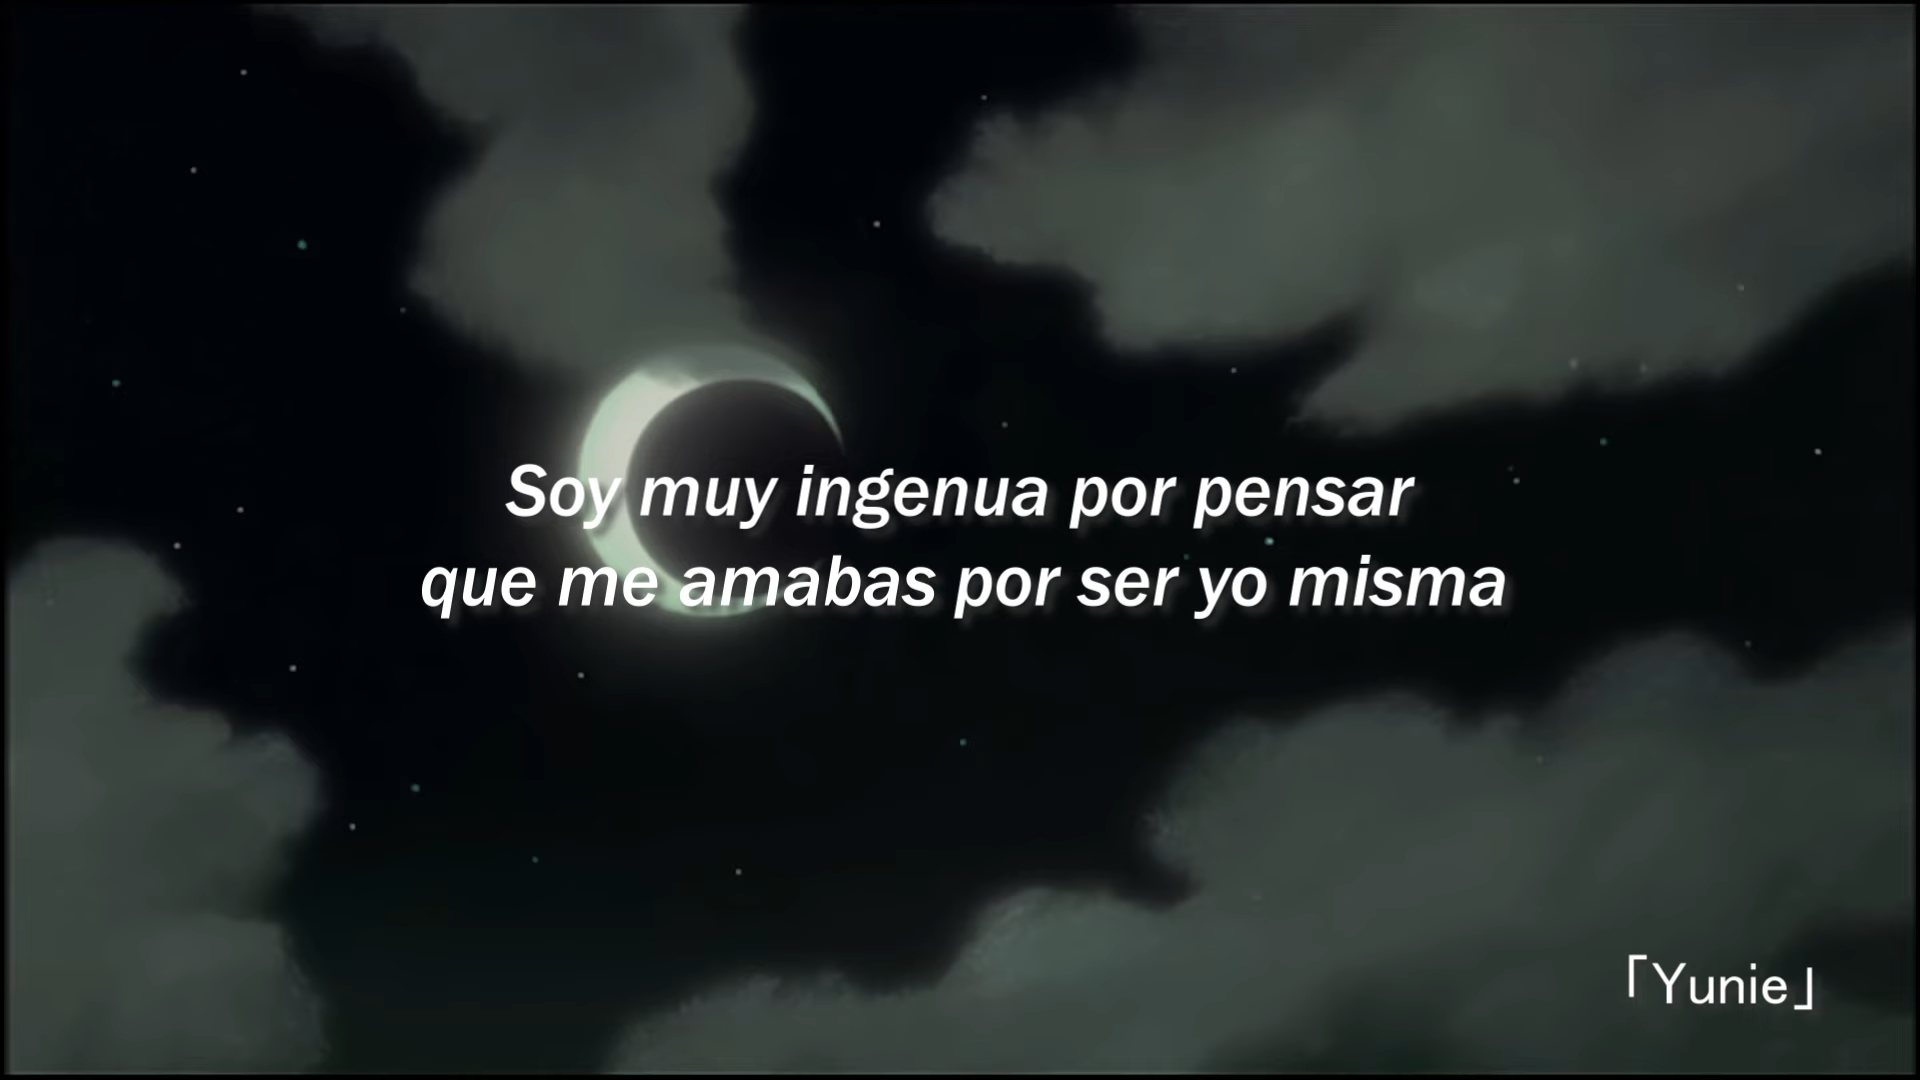 Soy muy ingenua por pensar
que me amabas por ser yo misma
「Yunie」